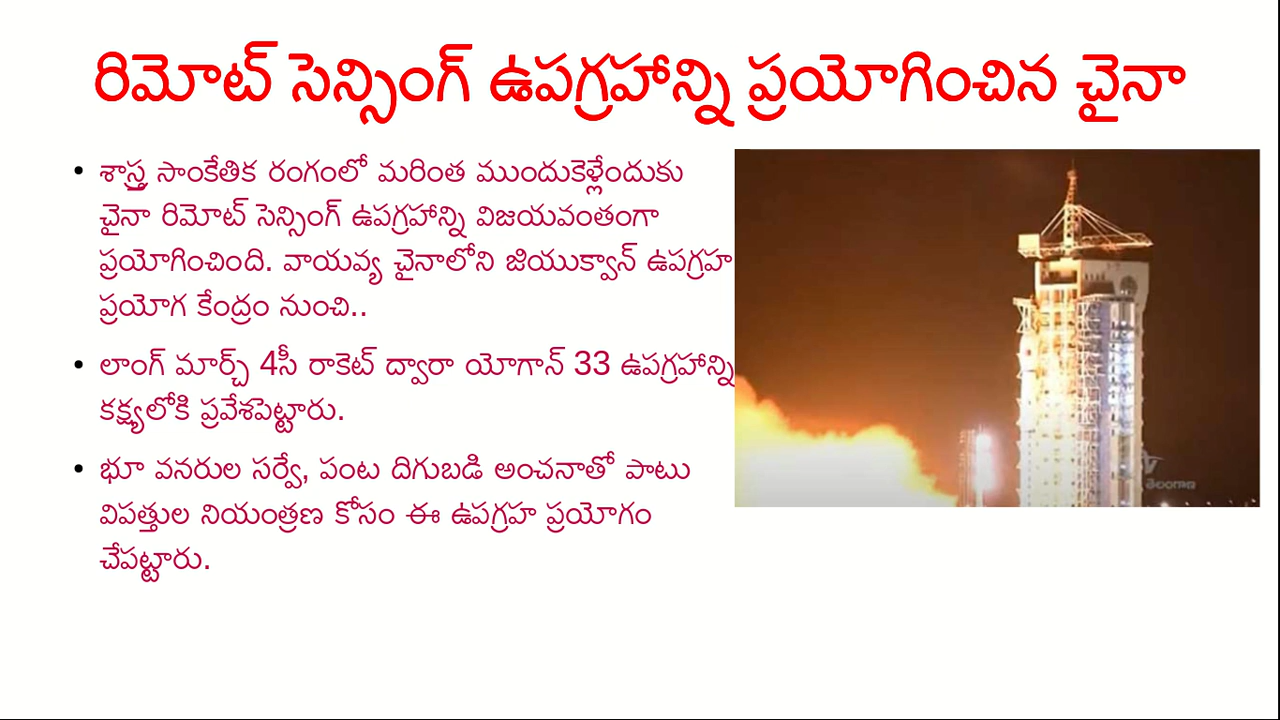 రిమోట్ సెన్సింగ్ ఉపగ్రహాన్ని ప్రయోగించిన చైనా
• శాస్త్ర సాంకేతిక రంగంలో మరింత ముందుకెళ్లేందుకు
చైనా రిమోట్ సెన్సింగ్ ఉపగ్రహాన్ని విజయవంతంగా
ప్రయోగించింది. వాయవ్య చైనాలోని జియుక్వాన్ ఉపగ్రహ
ప్రయోగ కేంద్రం నుంచి..
• లాంగ్ మార్చ్ 4సీ రాకెట్ ద్వారా యోగాన్ 33 ఉపగ్రహాన్ని
కక్ష్యలోకి ప్రవేశపెట్టారు.
• భూ వనరుల సర్వే, పంట దిగుబడి అంచనాతో పాటు
విపత్తుల నియంత్రణ కోసం ఈ ఉపగ్రహ ప్రయోగం
చేపట్టారు.
తెలంగాణ